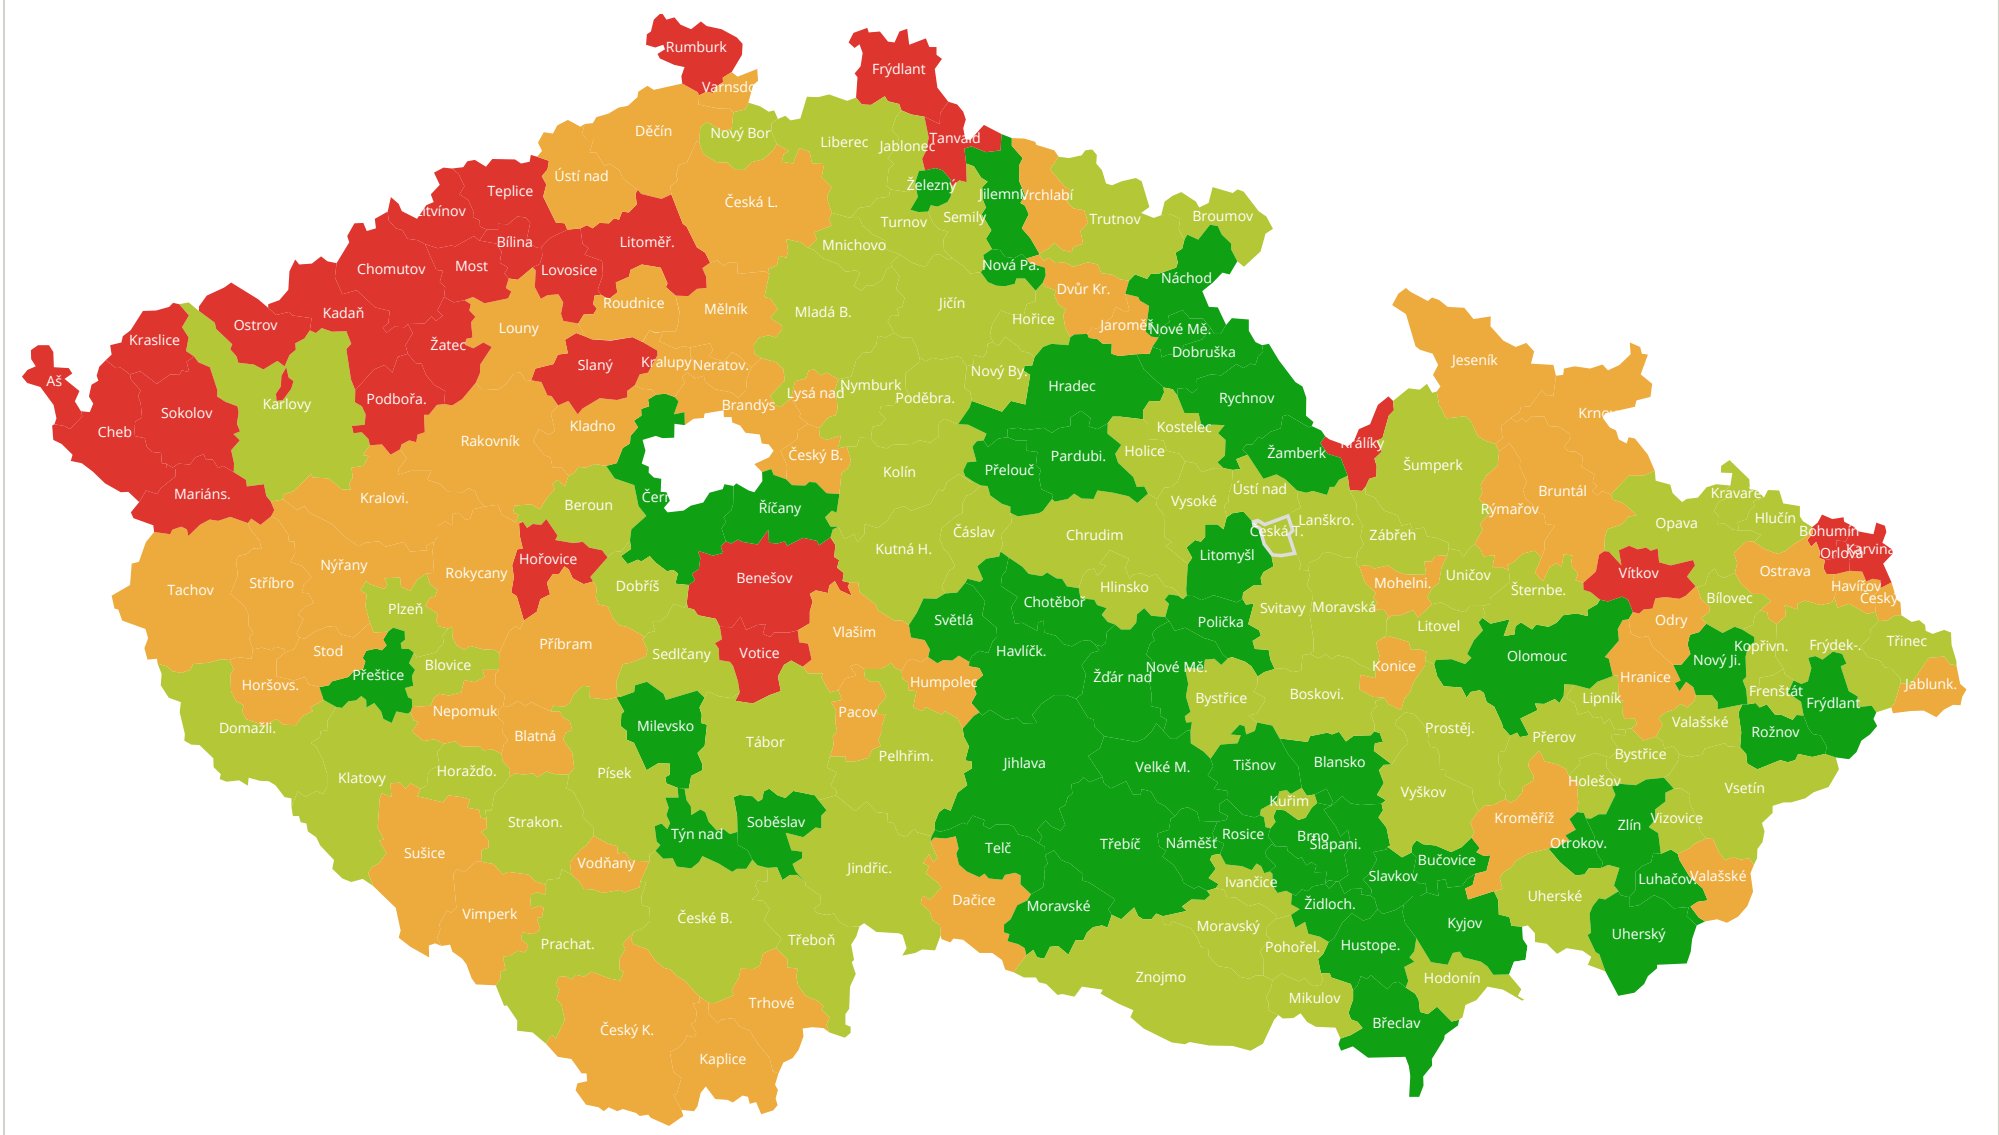 Rumburk
Frýdlant
Varnsdo
Děčín
Nový Bor
Liberec
Jablonec
Tanvald
Ústí nad
Teplice
Železný
Jilemni
Vrchlabí
Česká L.
Litvínov
Turnov
Semily
Trutnov
Broumov
Bílina
Litoměř.
Mnichovo
Chomutov
Most
Lovosice
Nová Pa.
Náchod
Dvůr Kr.
Roudnice
Mělník
Mladá B.
Jičín
Kadaň
Ostrov
Louny
Hořice
Jaroměř
Nové Mě.
Kraslice
Žatec
Dobruška
Slaný
Kralupy
Neratov.
Jeseník
Aš
Nový By.
Hradec
Nymburk
Lysá nad
Poděbra.
Rychnov
Podbořa.
Karlovy
Brandýs
Sokolov
Krnov
Cheb
Kladno
Kostelec
Rakovník
Králíky
Holice
Žamberk
Český B.
Pardubi.
Přelouč
Kolín
Šumperk
Mariáns.
Kralovi.
Čern
Ústí nad
Bruntál
Kravaře
Beroun
Říčany
Vysoké
Rýmařov
Lanškro.
Hlučín
Opava
Čáslav
Chrudim
Česká T.
Zábřeh
Bohumín
Kutná H.
Litomyšl
Orlová
Karviná
Hořovice
Nýřany
Rokycany
Stříbro
Benešov
Vítkov
Ostrava
Uničov
Mohelni.
Tachov
Dobříš
Hlinsko
Šternbe.
Havířov
Český
Bílovec
Chotěboř
Plzeň
Svitavy
Moravská
Světlá
Polička
Odry
Litovel
Vlašim
Příbram
Třinec
Kopřivn.
Frýdek-.
Stod
Havlíčk.
Sedlčany
Votice
Olomouc
Nový Ji.
Blovice
Nové Mě.
Konice
Přeštice
Žďár nad
Hranice
Humpolec
Horšovs.
Jablunk.
Frenštát
Boskovi.
Bystřice
Lipník
Frýdlant
Nepomuk
Pacov
Valašské
Domažli.
Milevsko
Prostěj.
Rožnov
Blatná
Přerov
Tábor
Pelhřim.
Bystřice
Jihlava
Blansko
Tišnov
Velké M.
Horažďo.
Písek
Klatovy
Holešov
Vsetín
Vyškov
Kuřim
Strakon.
Soběslav
Kroměříž
Vizovice
Zlín
Týn nad
Rosice
Brno
Šlapani.
Náměšť
Třebíč
Otrokov.
Telč
Sušice
Bučovice
Vodňany
Jindřic.
Slavkov
Valašské
Luhačov.
Ivančice
Uherské
Dačice
Židloch.
Moravské
Vimperk
České B.
Kyjov
Moravský
Uherský
Třeboň
Prachat.
Hustope.
Pohořel.
Znojmo
Hodonín
Mikulov
Trhové
Břeclav
Český K.
Kaplice